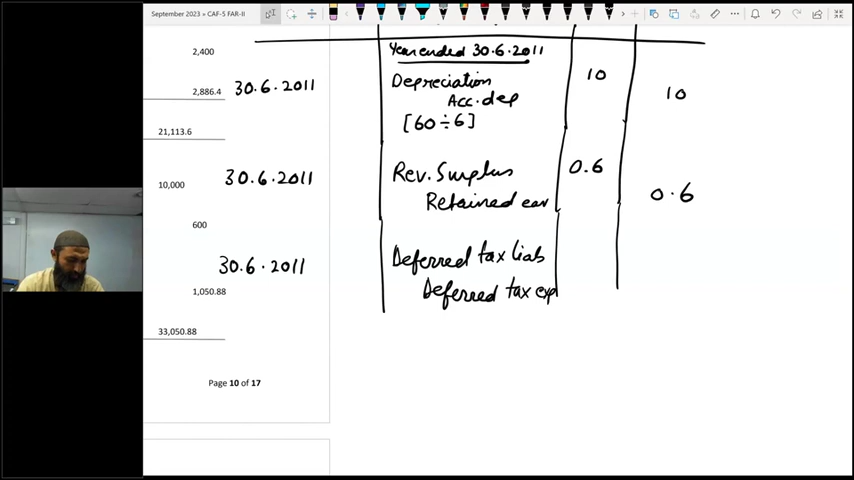 September 2023 » CAF-5 FAR-II
2,400
2,886.4
21,113.6
10,000
600
1,050.88
33,050.88
Page 10 of 17
Year ended 30.6.2011
30.6.2011 Depreciation 10
Acc. dep 10
[60 ÷ 6]
30.6.2011 Rev. Surplus 0.6
Retained ear 0.6
30.6.2011 Deferred tax liab
Deferred tax exp